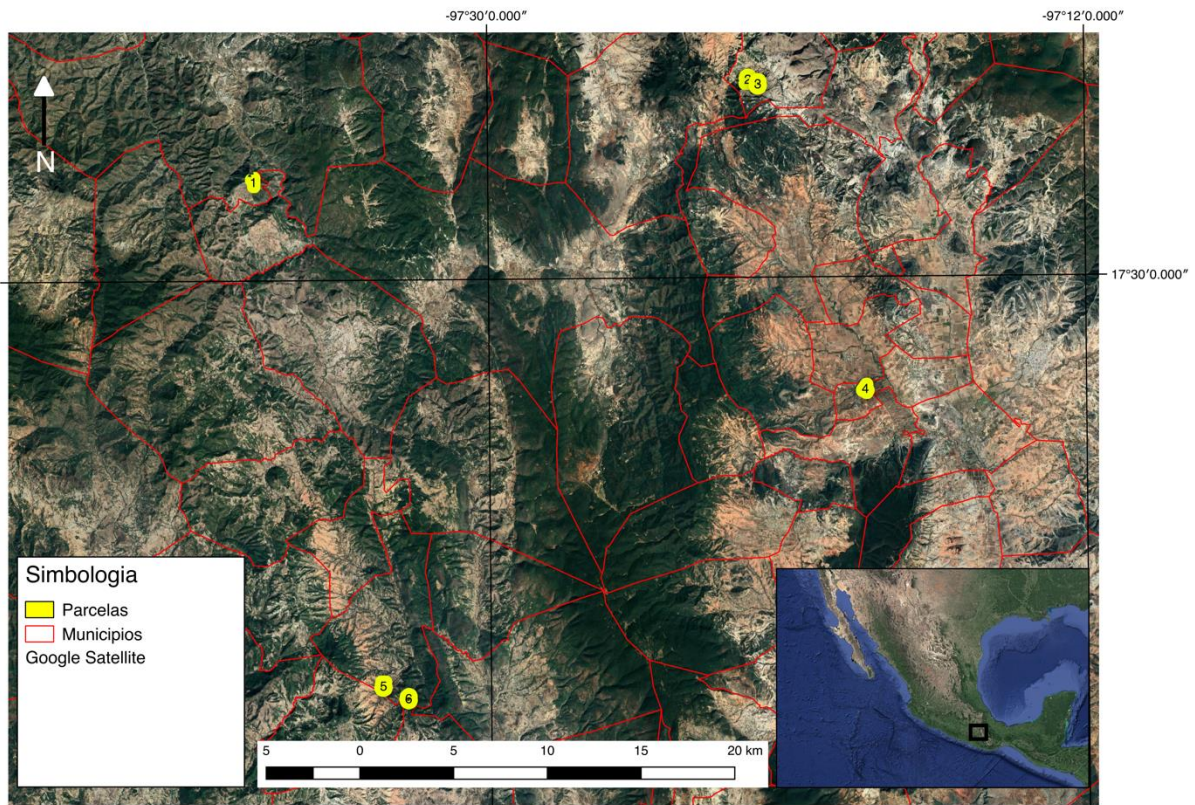 -97°30′0.000″
-97°12′0.000″
N
2
3
1
17°30′0.000″
4
Simbologia
Parcelas
Municipios
Google Satellite
5
6
5
0
5
10
15
20 km